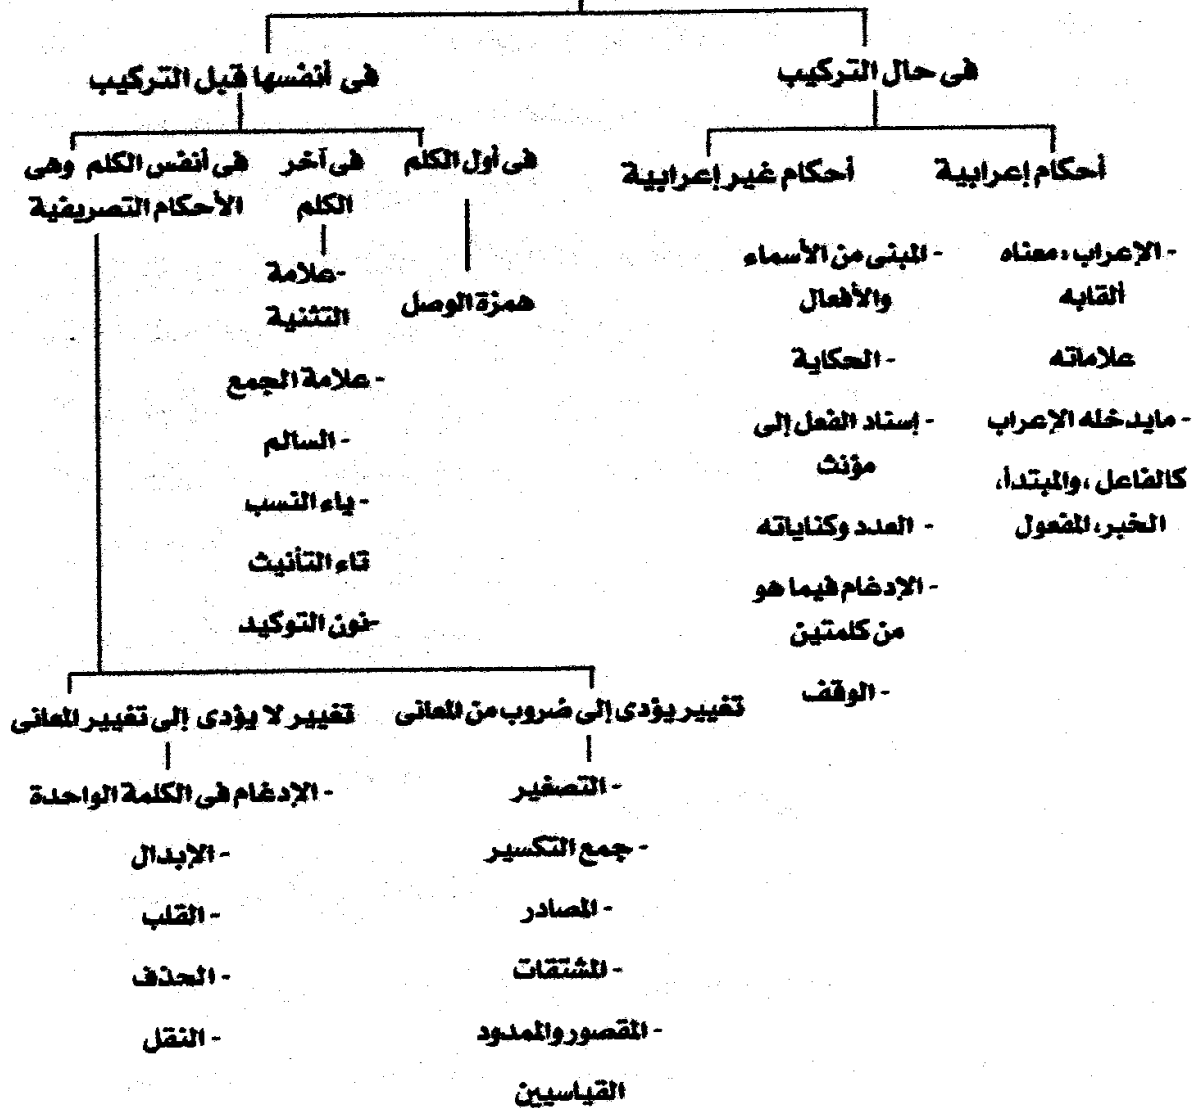 فى حال التركيب
فى أنفسها قبل التركيب
أحكام إعرابية
أحكام غير إعرابية
فى أول الكلم
فى آخر
الكلم
فى أنفس الكلم وهى
الأحكام التصريفية
- الإعراب، معناه
ألقابه
علاماته
- مايدخله الإعراب
كالفاعل، والمبتدأ،
الخبر، المفعول
- المبنى من الأسماء
والأفعال
- الحكاية
- إسناد الفعل إلى
مؤنث
- العدد وكناياته
- الإدغام فيما هو
من كلمتين
- الوقف
همزة الوصل
-علامة
التثنية
- علامة الجمع
- السالم
- ياء النسب
تاء التأنيث
-نون التوكيد
تغيير يؤدى إلى ضروب من المعانى
- التصغير
- جمع التكسير
- المصادر
- المشتقات
- المقصور والممدود
القياسيين
تغيير لا يؤدى إلى تغيير المعانى
- الإدغام فى الكلمة الواحدة
- الإبدال
- القلب
- الحذف
- النقل